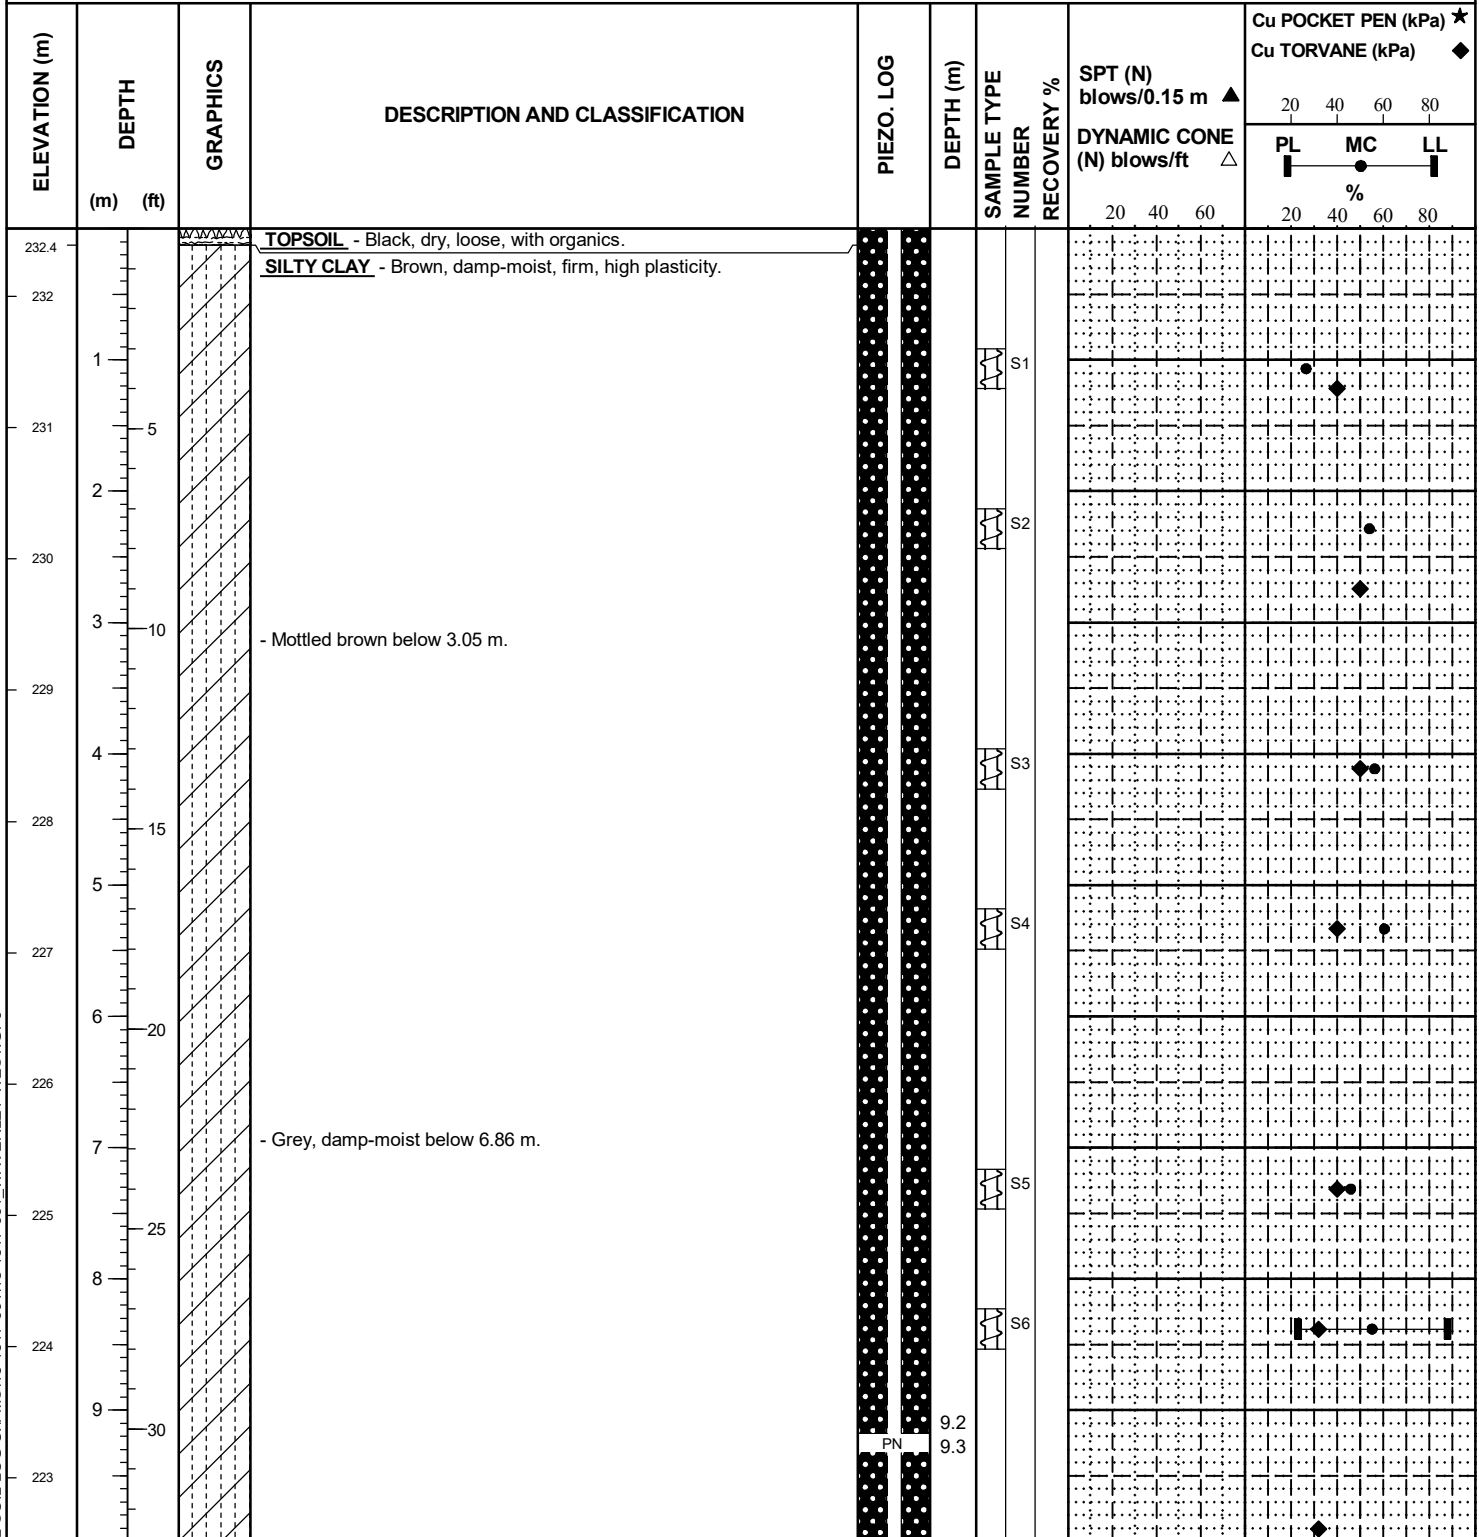 ELEVATION (m)
DEPTH
(m) (ft)
GRAPHICS
DESCRIPTION AND CLASSIFICATION
PIEZO. LOG
DEPTH (m)
SAMPLE TYPE
NUMBER
RECOVERY %
SPT (N)
blows/0.15 m
DYNAMIC CONE
(N) blows/ft
20 40 60
Cu POCKET PEN (kPa)
Cu TORVANE (kPa)
20 40 60 80
PL MC LL
%
20 40 60 80
232.4
TOPSOIL - Black, dry, loose, with organics.
SILTY CLAY - Brown, damp-moist, firm, high plasticity.
232
1
S1
231
5
2
S2
230
3
10
- Mottled brown below 3.05 m.
229
4
S3
228
15
5
S4
227
6
20
226
- Grey, damp-moist below 6.86 m.
7
S5
225
25
8
S6
224
9
9.2
30
PN
9.3
223